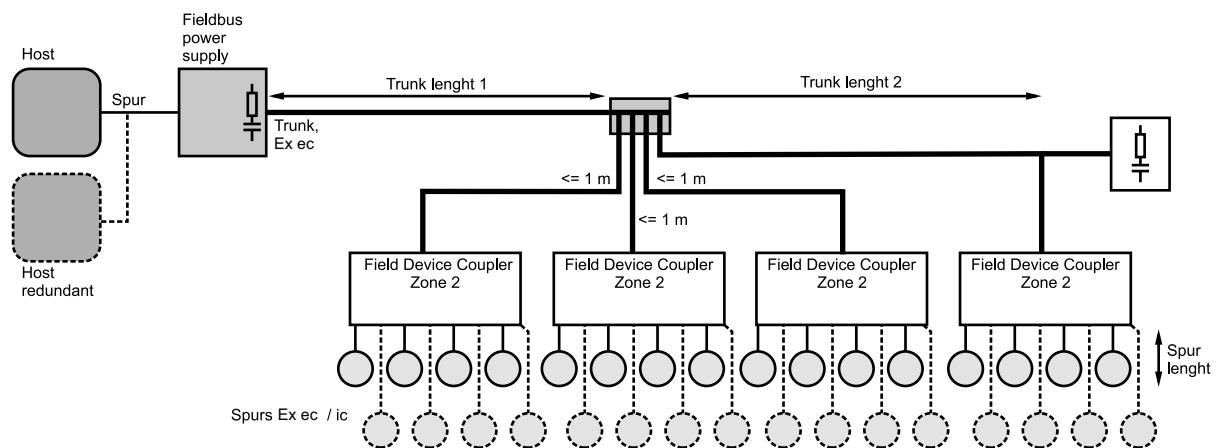 Host
Fieldbus
power
supply
Spur
Trunk lenght 1
Trunk lenght 2
Trunk,
Ex ec
<= 1 m
<= 1 m
<= 1 m
Host
redundant
Field Device Coupler
Zone 2
Field Device Coupler
Zone 2
Field Device Coupler
Zone 2
Field Device Coupler
Zone 2
Spur
lenght
Spurs Ex ec / ic